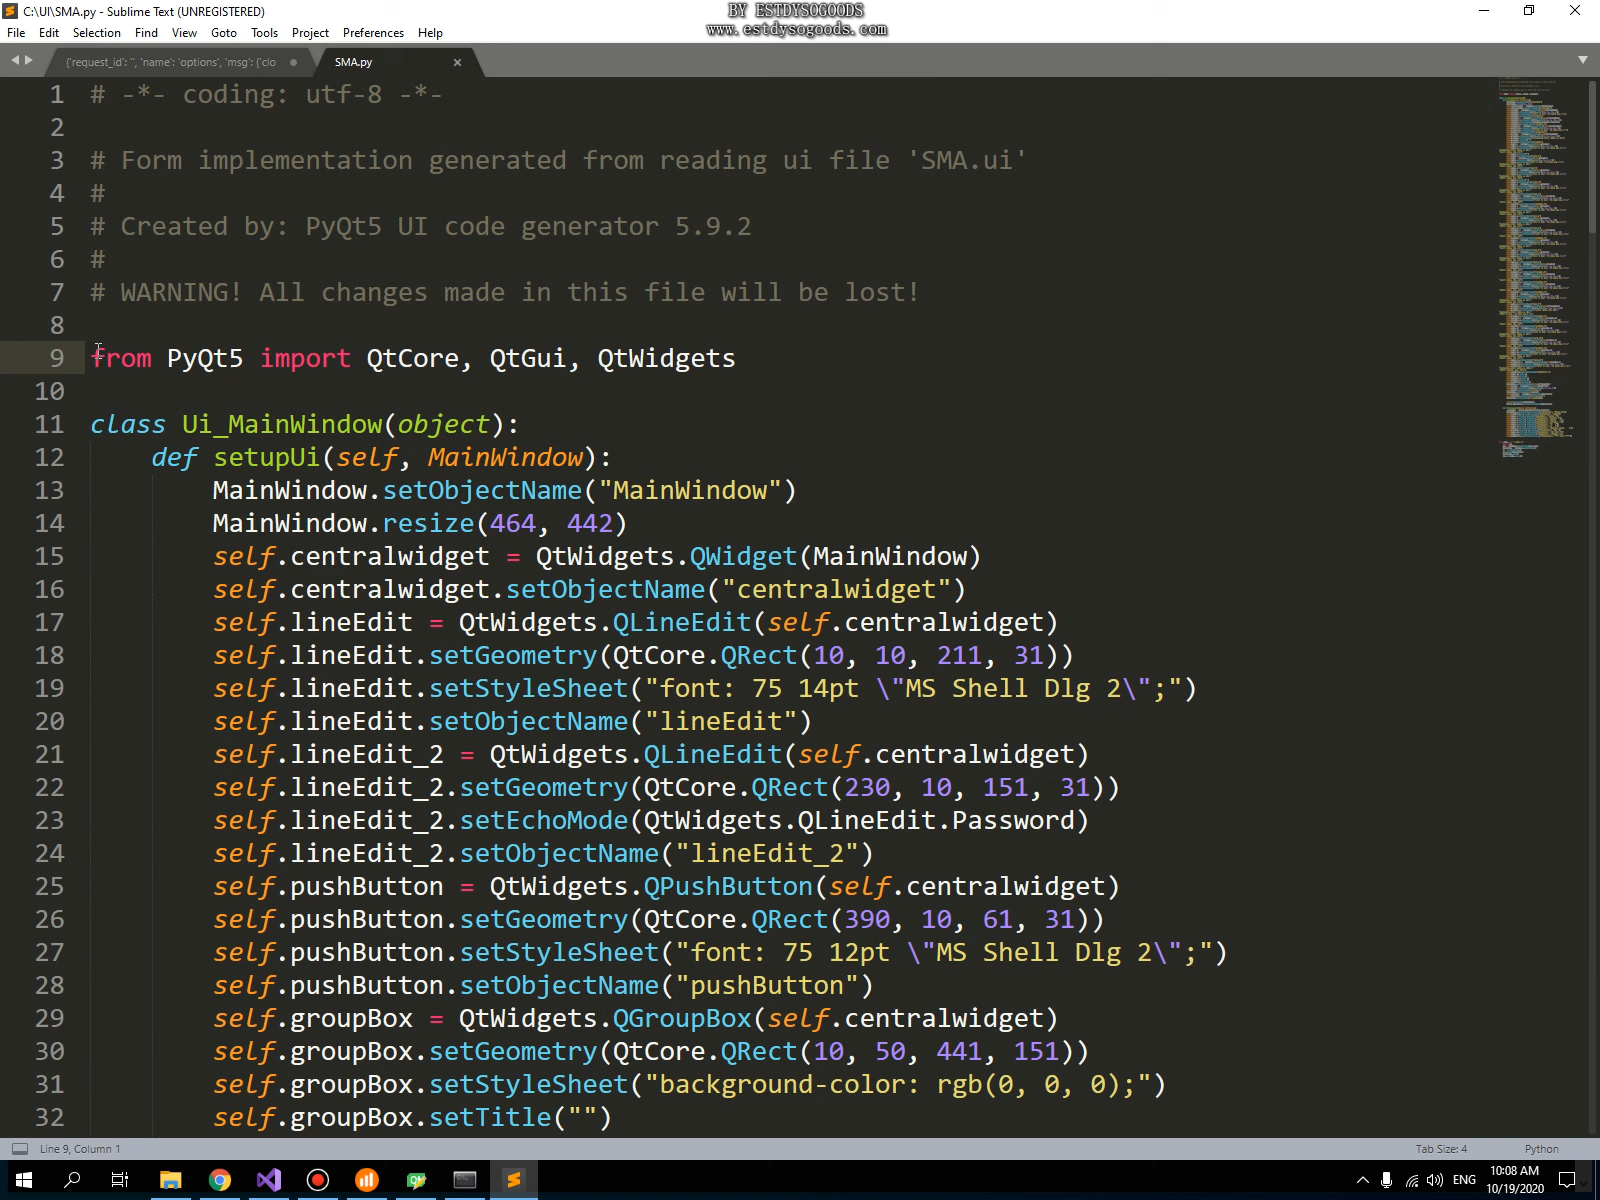 C:\UI\SMA.py - Sublime Text (UNREGISTERED)
BY ESTDYSOGOODS
www.estdysogoods.com
File Edit Selection Find View Goto Tools Project Preferences Help
{'request_id': '', 'name': 'options', 'msg': {'clo
SMA.py
1 # -*- coding: utf-8 -*-
2
3 # Form implementation generated from reading ui file 'SMA.ui'
4 #
5 # Created by: PyQt5 UI code generator 5.9.2
6 #
7 # WARNING! All changes made in this file will be lost!
8
9 from PyQt5 import QtCore, QtGui, QtWidgets
10
11 class Ui_MainWindow(object):
12 def setupUi(self, MainWindow):
13 MainWindow.setObjectName("MainWindow")
14 MainWindow.resize(464, 442)
15 self.centralwidget = QtWidgets.QWidget(MainWindow)
16 self.centralwidget.setObjectName("centralwidget")
17 self.lineEdit = QtWidgets.QLineEdit(self.centralwidget)
18 self.lineEdit.setGeometry(QtCore.QRect(10, 10, 211, 31))
19 self.lineEdit.setStyleSheet("font: 75 14pt \"MS Shell Dlg 2\";")
20 self.lineEdit.setObjectName("lineEdit")
21 self.lineEdit_2 = QtWidgets.QLineEdit(self.centralwidget)
22 self.lineEdit_2.setGeometry(QtCore.QRect(230, 10, 151, 31))
23 self.lineEdit_2.setEchoMode(QtWidgets.QLineEdit.Password)
24 self.lineEdit_2.setObjectName("lineEdit_2")
25 self.pushButton = QtWidgets.QPushButton(self.centralwidget)
26 self.pushButton.setGeometry(QtCore.QRect(390, 10, 61, 31))
27 self.pushButton.setStyleSheet("font: 75 12pt \"MS Shell Dlg 2\";")
28 self.pushButton.setObjectName("pushButton")
29 self.groupBox = QtWidgets.QGroupBox(self.centralwidget)
30 self.groupBox.setGeometry(QtCore.QRect(10, 50, 441, 151))
31 self.groupBox.setStyleSheet("background-color: rgb(0, 0, 0);")
32 self.groupBox.setTitle("")
Line 9, Column 1
Tab Size: 4
Python
ENG
10:08 AM
10/19/2020